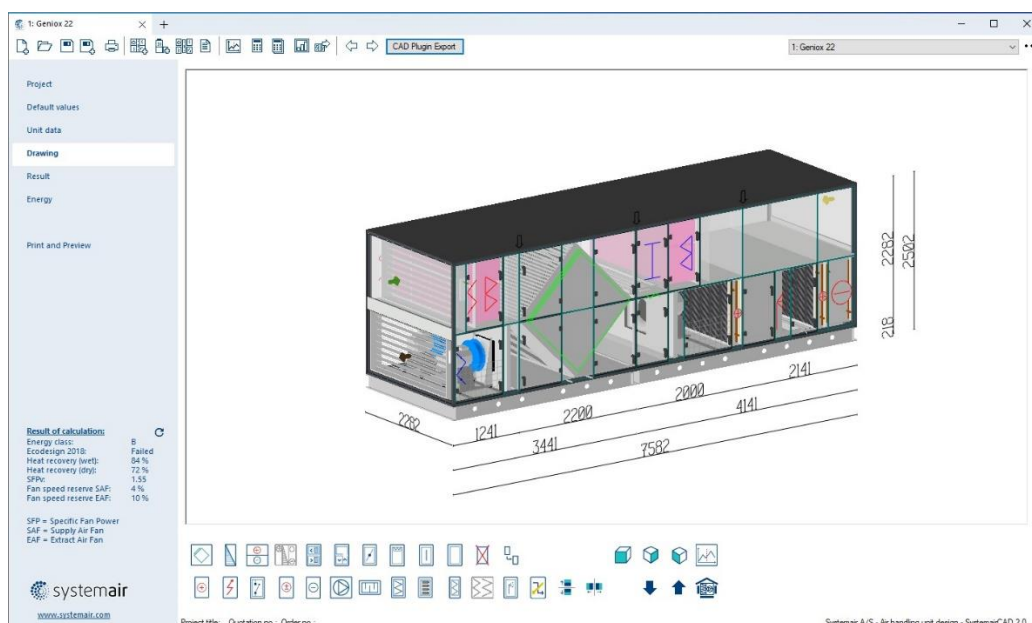 1: Geniox 22
CAD Plugin Export
1: Geniox 22
Project
Default values
Unit data
Drawing
Result
Energy
Print and Preview
Result of calculation:
Energy class: B
Ecodesign 2018: Failed
Heat recovery (wet): 84 %
Heat recovery (dry): 72 %
SFPv: 1.55
Fan speed reserve SAF: 4 %
Fan speed reserve EAF: 10 %
SFP = Specific Fan Power
SAF = Supply Air Fan
EAF = Extract Air Fan
systemair
www.systemair.com
2282
2502
218
2141
2000
2200
4141
2282
1241
3441
7582
Project title: Quotation no.: Order no.:
Systemair A/S - Air handling unit design - SystemairCAD 2.0